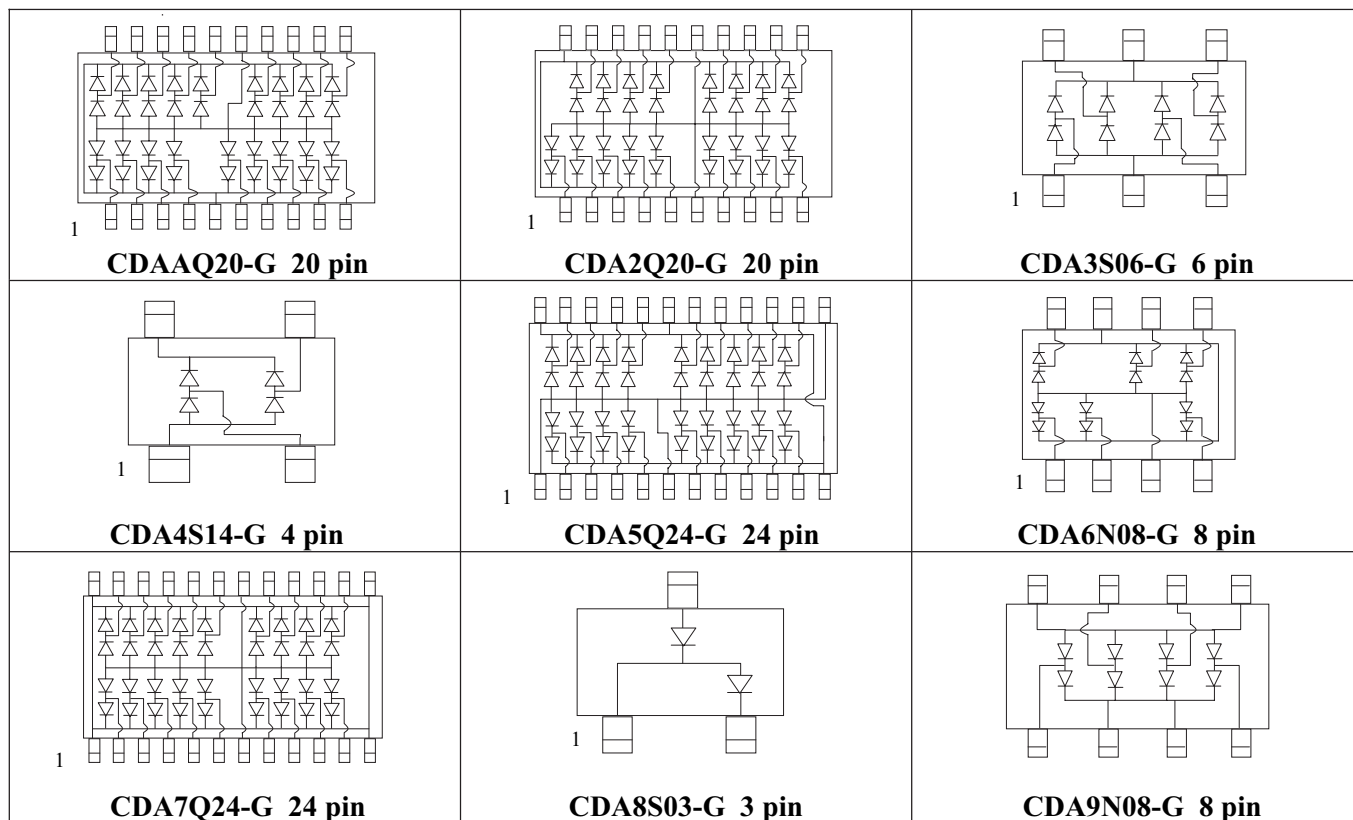 1
CDAAQ20-G 20 pin
1
CDA2Q20-G 20 pin
1
CDA3S06-G 6 pin
1
CDA4S14-G 4 pin
1
CDA5Q24-G 24 pin
1
CDA6N08-G 8 pin
1
CDA7Q24-G 24 pin
1
CDA8S03-G 3 pin
1
CDA9N08-G 8 pin